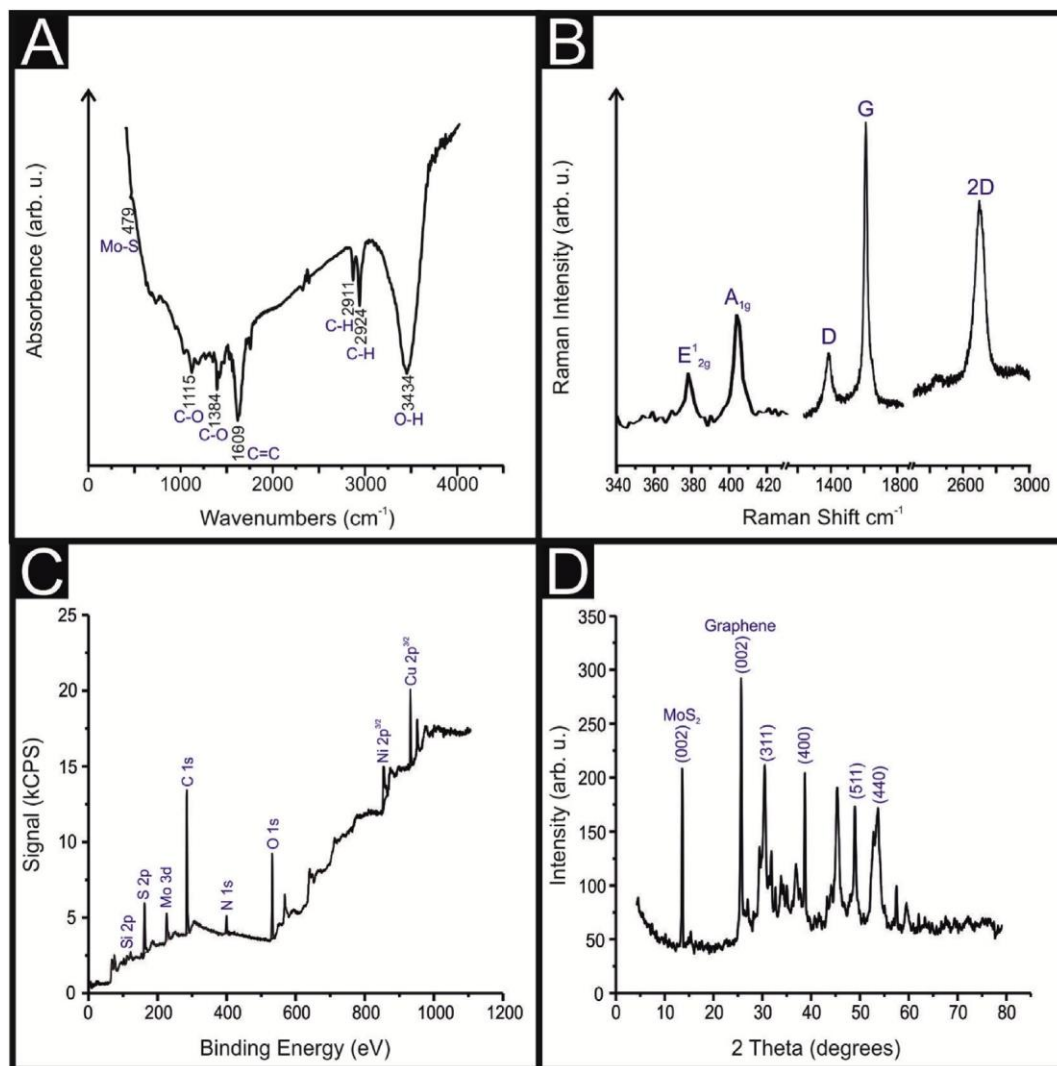 A
Absorbence (arb. u.)
479
Mo-S
1115
C-O
1384
C-O
1609
C=C
2911
C-H
2924
C-H
3434
O-H
0 1000 2000 3000 4000
Wavenumbers (cm⁻¹)
B
Raman Intensity (arb. u.)
E¹2g
A1g
D
G
2D
340 360 380 400 420 1400 1800 2600 3000
Raman Shift cm⁻¹
C
Signal (kCPS)
25
20
15
10
5
0
Si 2p
S 2p
Mo 3d
C 1s
N 1s
O 1s
Ni 2p³/²
Cu 2p³/²
0 200 400 600 800 1000 1200
Binding Energy (eV)
D
Intensity (arb. u.)
350
300
250
200
150
100
50
0
MoS₂
(002)
Graphene
(002)
(311)
(400)
(511)
(440)
0 10 20 30 40 50 60 70 80
2 Theta (degrees)